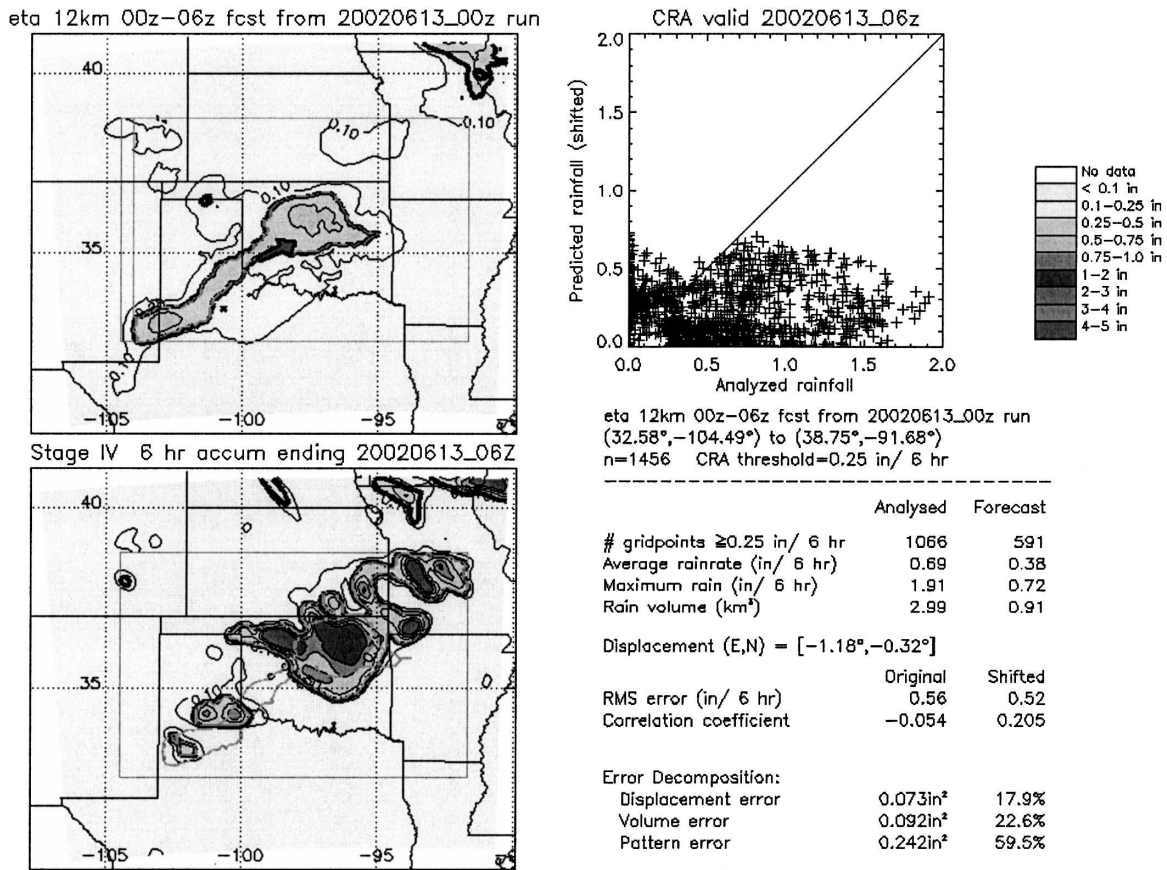 eta 12km 00z-06z fcst from 20020613_00z run
40
35
-105
-100
-95
0.10
0.10
0.10
0.10
0.10
Stage IV 6 hr accum ending 20020613_06Z
40
35
-105
-100
-95
0.10
CRA valid 20020613_06z
Predicted rainfall (shifted)
2.0
1.5
1.0
0.5
0.0
0.0
0.5
1.0
1.5
2.0
Analyzed rainfall
No data
< 0.1 in
0.1-0.25 in
0.25-0.5 in
0.5-0.75 in
0.75-1.0 in
1-2 in
2-3 in
3-4 in
4-5 in
eta 12km 00z-06z fcst from 20020613_00z run
(32.58°,-104.49°) to (38.75°,-91.68°)
n=1456 CRA threshold=0.25 in/ 6 hr
Analysed Forecast
# gridpoints ≥0.25 in/ 6 hr 1066 591
Average rainrate (in/ 6 hr) 0.69 0.38
Maximum rain (in/ 6 hr) 1.91 0.72
Rain volume (km³) 2.99 0.91
Displacement (E,N) = [-1.18°,-0.32°]
Original Shifted
RMS error (in/ 6 hr) 0.56 0.52
Correlation coefficient -0.054 0.205
Error Decomposition:
Displacement error 0.073in² 17.9%
Volume error 0.092in² 22.6%
Pattern error 0.242in² 59.5%